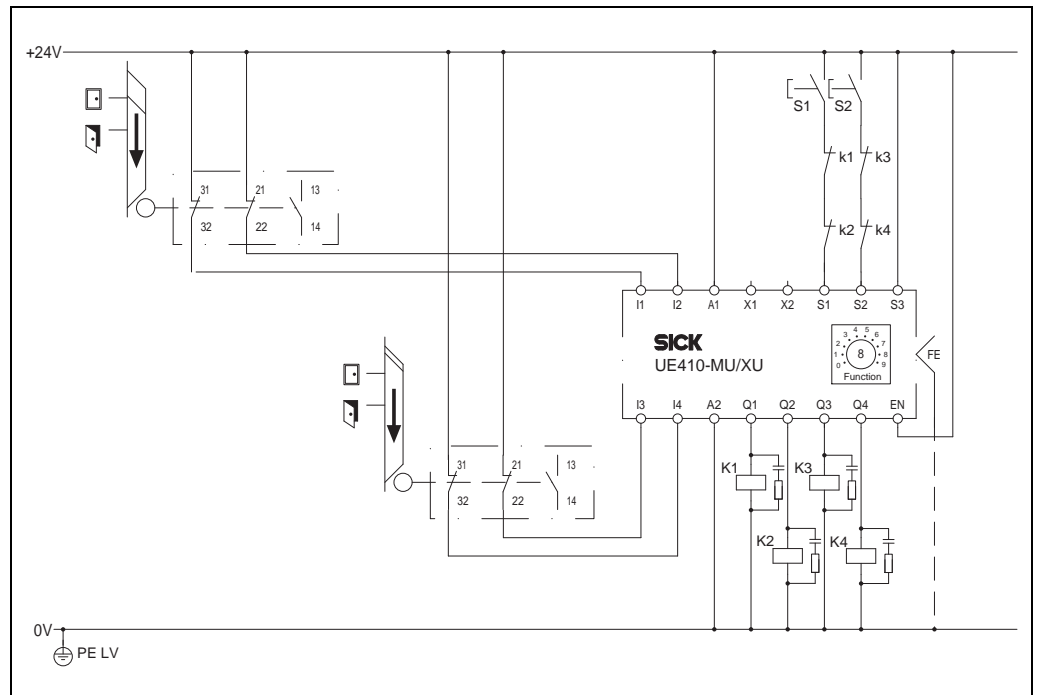 +24V
S1 S2
k1 k3
31 21 13
32 22 14
k2 k4
I1 I2 A1 X1 X2 S1 S2 S3
SICK
UE410-MU/XU
0 1 2 3 4 5 6 7 8 9
8
Function
FE
I3 I4 A2 Q1 Q2 Q3 Q4 EN
31 21 13
32 22 14
K1 K3
K2 K4
0V
PE LV